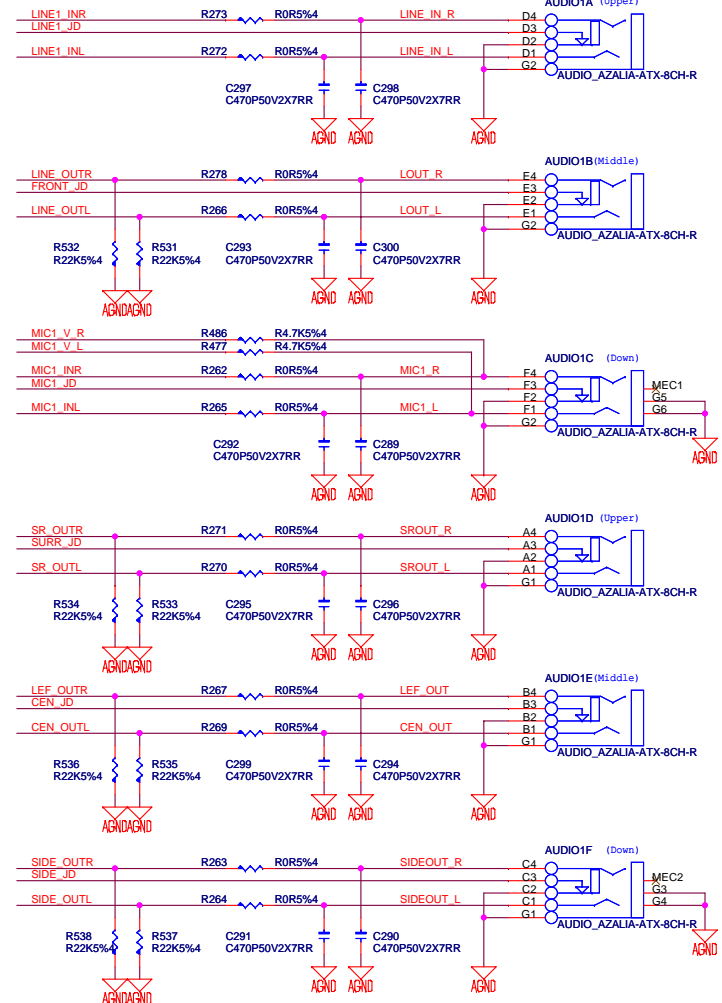 AUDIO1A (Upper)
LINE1_INR R273 R0R5%4 LINE_IN_R D4
LINE1_JD D3
D2
LINE1_INL R272 R0R5%4 LINE_IN_L D1
G2
AUDIO_AZALIA-ATX-8CH-R
C297 C298
C470P50V2X7RR C470P50V2X7RR
AGND AGND AGND
AUDIO1B(Middle)
LINE_OUTR R278 R0R5%4 LOUT_R E4
FRONT_JD E3
E2
LINE_OUTL R266 R0R5%4 LOUT_L E1
G2
AUDIO_AZALIA-ATX-8CH-R
R532 R531 C293 C300
R22K5%4 R22K5%4 C470P50V2X7RR C470P50V2X7RR
AGND AGND AGND AGND AGND
MIC1_V_R R486 R4.7K5%4
MIC1_V_L R477 R4.7K5%4
AUDIO1C (Down)
MIC1_INR R262 R0R5%4 MIC1_R F4
MIC1_JD F3 MEC1
F2 G5
MIC1_INL R265 R0R5%4 MIC1_L F1 G6
G2
AUDIO_AZALIA-ATX-8CH-R
C292 C289
C470P50V2X7RR C470P50V2X7RR
AGND
AGND AGND AGND
AUDIO1D (Upper)
SR_OUTR R271 R0R5%4 SROUT_R A4
SURR_JD A3
A2
SR_OUTL R270 R0R5%4 SROUT_L A1
G1
AUDIO_AZALIA-ATX-8CH-R
R534 R533 C295 C296
R22K5%4 R22K5%4 C470P50V2X7RR C470P50V2X7RR
AGND AGND AGND AGND AGND
AUDIO1E(Middle)
LEF_OUTR R267 R0R5%4 LEF_OUT B4
CEN_JD B3
B2
CEN_OUTL R269 R0R5%4 CEN_OUT B1
G1
AUDIO_AZALIA-ATX-8CH-R
R536 R535 C299 C294
R22K5%4 R22K5%4 C470P50V2X7RR C470P50V2X7RR
AGND AGND AGND AGND AGND
AUDIO1F (Down)
SIDE_OUTR R263 R0R5%4 SIDEOUT_R C4
SIDE_JD C3 MEC2
C2 G3
SIDE_OUTL R264 R0R5%4 SIDEOUT_L C1 G4
G1
AUDIO_AZALIA-ATX-8CH-R
R538 R537 C291 C290
R22K5%4 R22K5%4 C470P50V2X7RR C470P50V2X7RR
AGND
AGND AGND AGND AGND AGND